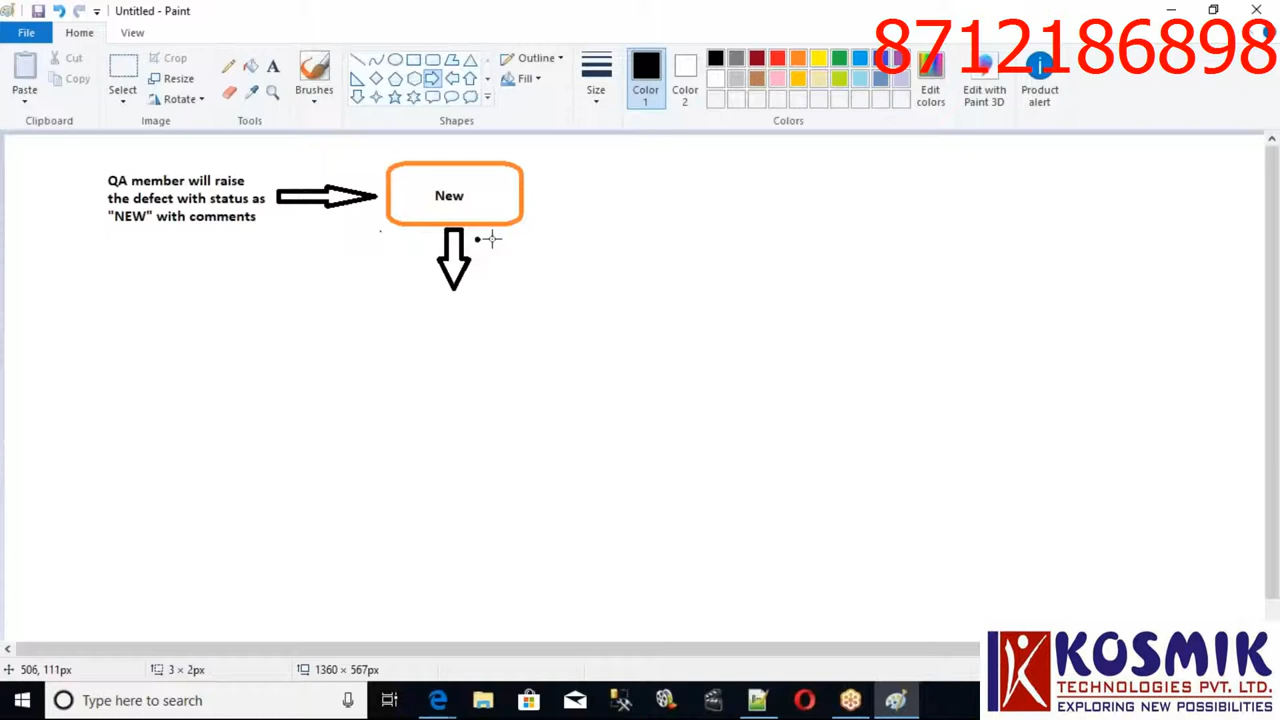 Untitled - Paint
8712186898
File
Home
View
Paste
Cut
Copy
Clipboard
Select
Crop
Resize
Rotate
Image
Tools
Brushes
Shapes
Outline
Fill
Size
Color
1
Color
2
Edit
colors
Colors
Edit with
Paint 3D
Product
alert
QA member will raise
the defect with status as
"NEW" with comments
New
506, 111px
3 × 2px
1360 × 567px
Type here to search
KOSMIK
TECHNOLOGIES PVT. LTD.
EXPLORING NEW POSSIBILITIES